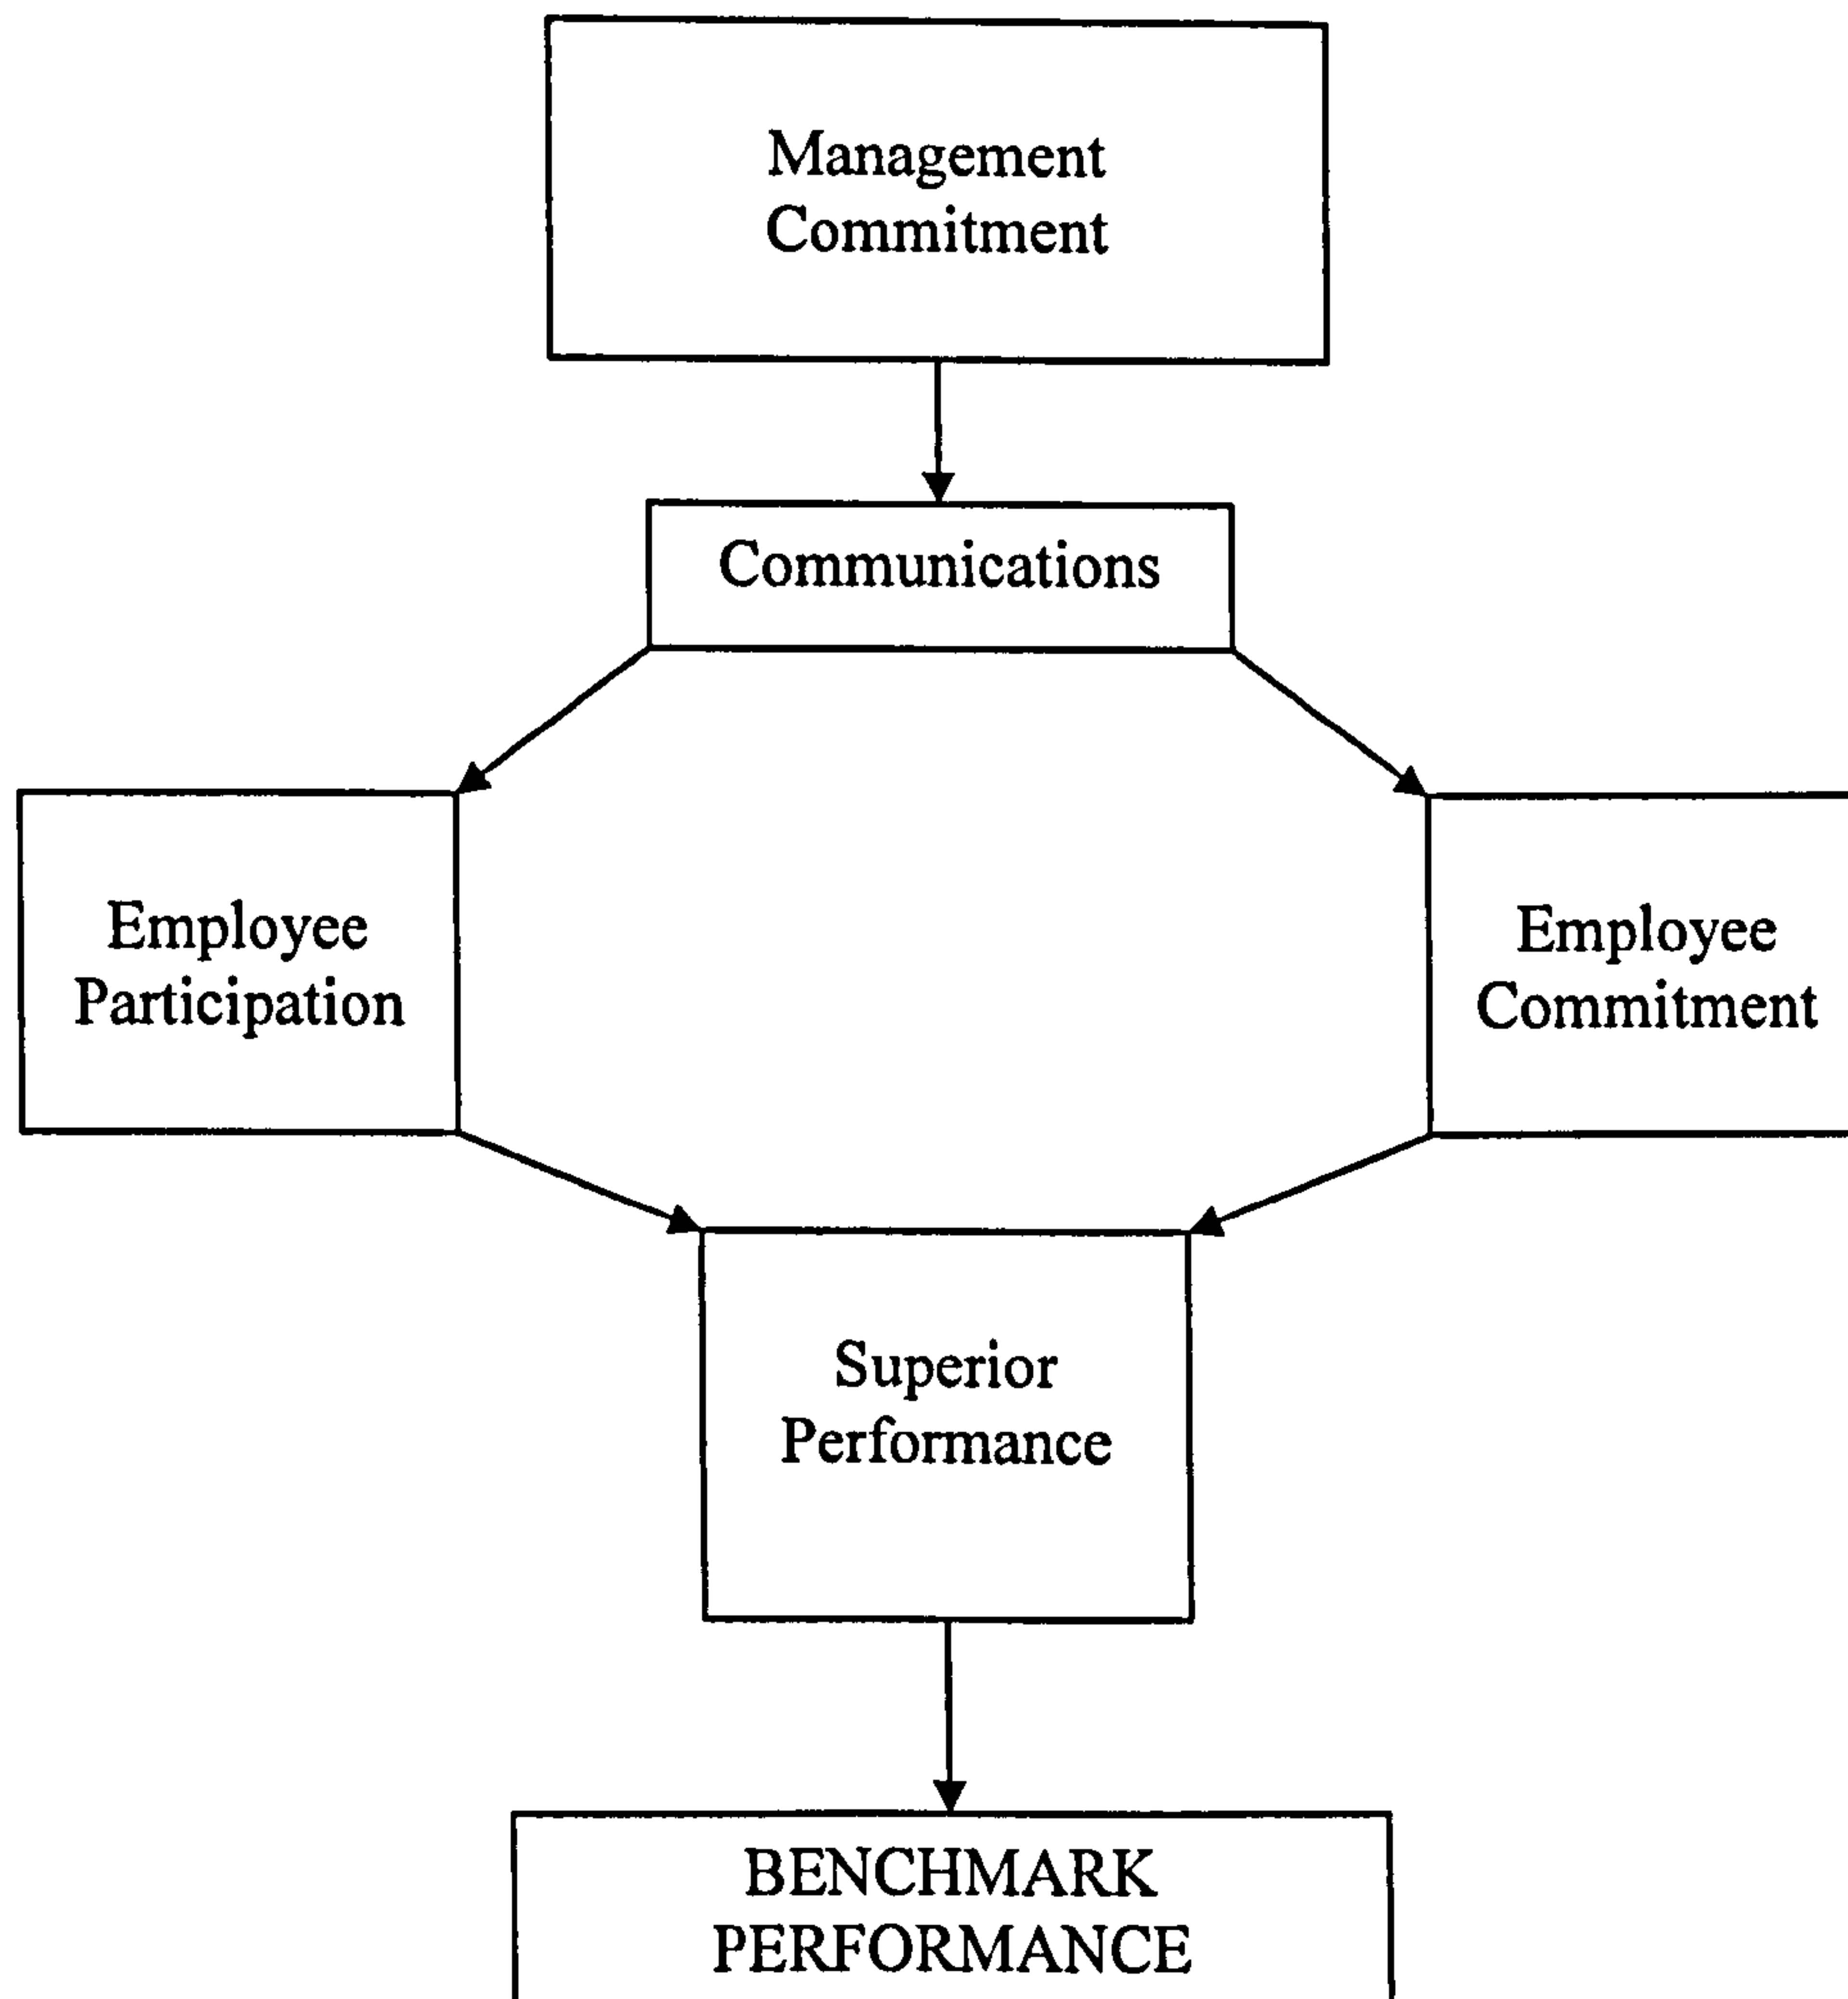 Management
Commitment
Communications
Employee
Participation
Employee
Commitment
Superior
Performance
BENCHMARK
PERFORMANCE